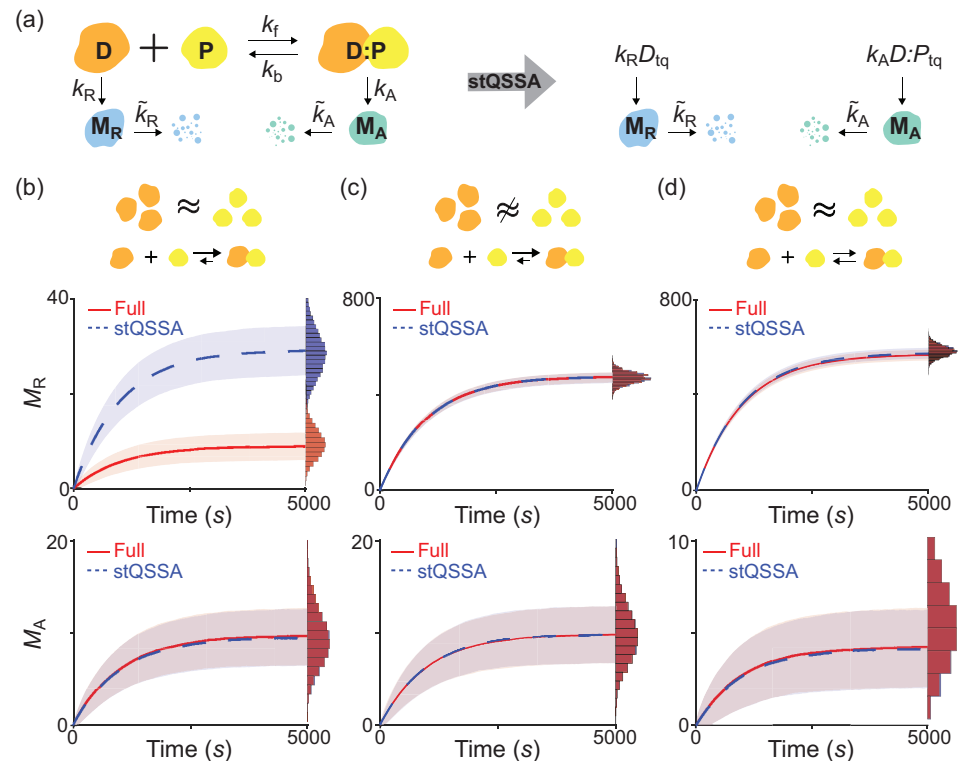 (a)
D + P k_f k_b D:P
k_R k_A
M_R k̃_R k̃_A M_A
stQSSA
k_R D_tq k_A D:P_tq
M_R k̃_R k̃_A M_A
(b) (c) (d)
≈ ≉ ≈
+ + +
40
Full
stQSSA
M_R
0
0 5000
Time (s)
800
Full
stQSSA
0
0 5000
Time (s)
800
Full
stQSSA
0
0 5000
Time (s)
20
Full
stQSSA
M_A
0
0 5000
Time (s)
20
Full
stQSSA
0
0 5000
Time (s)
10
Full
stQSSA
0
0 5000
Time (s)